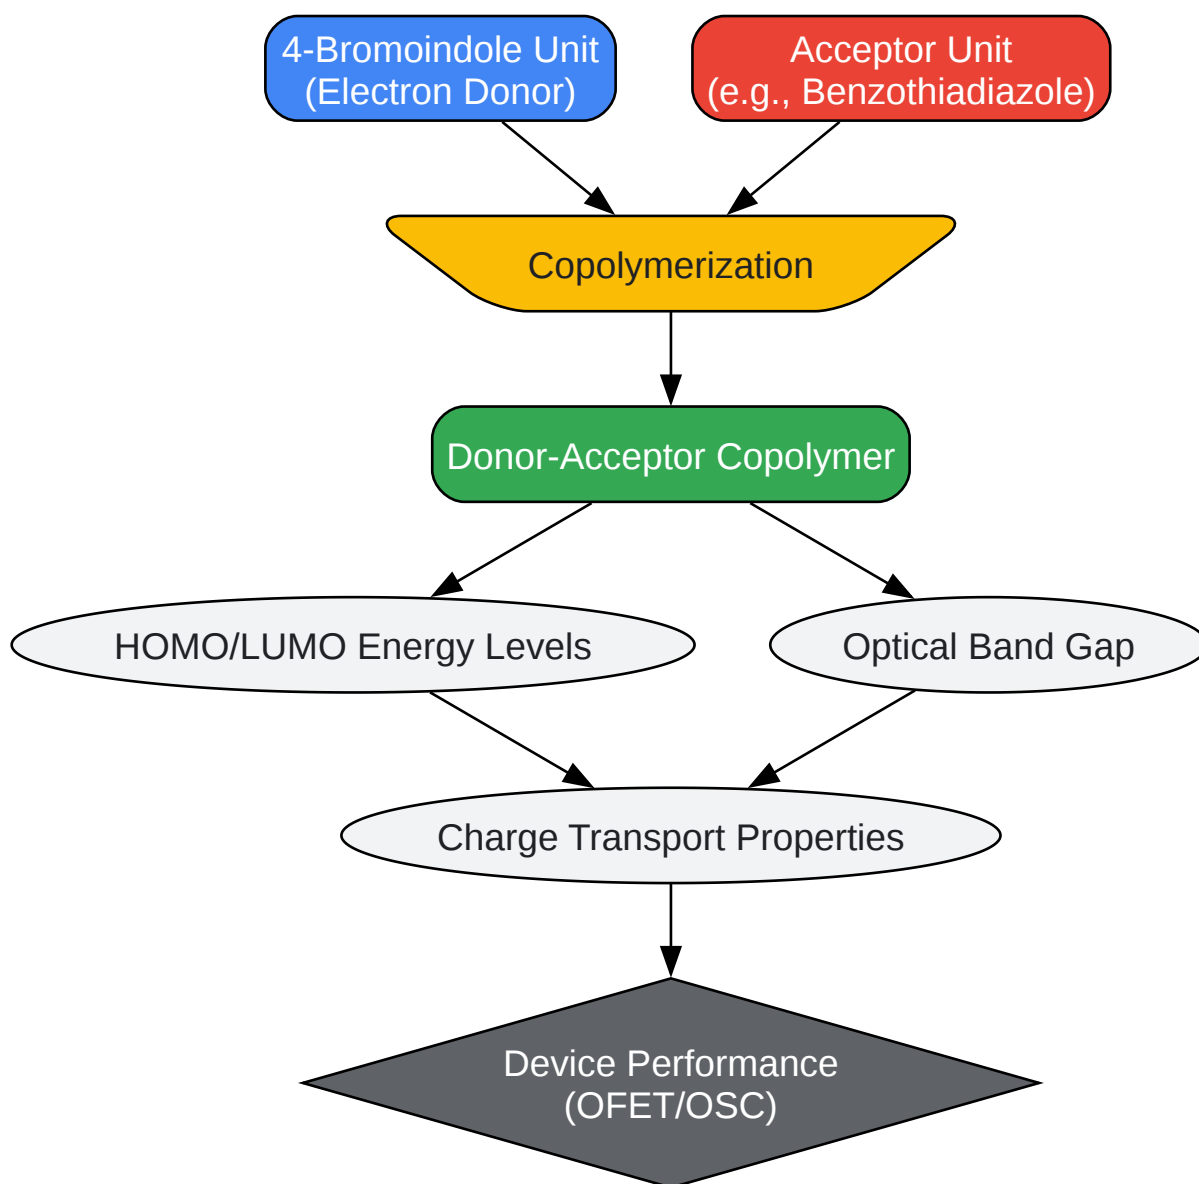 4-Bromoindole Unit
(Electron Donor)
Acceptor Unit
(e.g., Benzothiadiazole)
Copolymerization
Donor-Acceptor Copolymer
HOMO/LUMO Energy Levels
Optical Band Gap
Charge Transport Properties
Device Performance
(OFET/OSC)